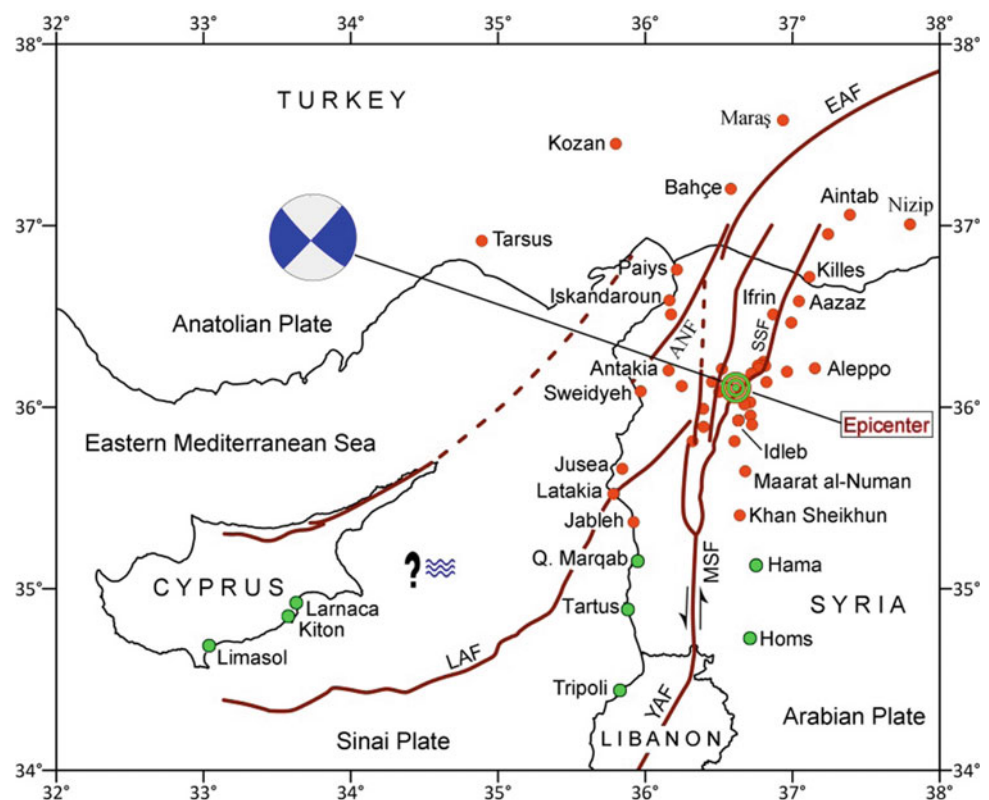 32 33 34 35 36 37 38
38° 38°
TURKEY
EAF
Maraş
Kozan
Bahçe
Aintab
Nizip
37° 37°
Tarsus
Paiys
Killes
Iskandaroun
Ifrin
Aazaz
Anatolian Plate
ANF
SSF
Antakia
Aleppo
Sweidyeh
36° 36°
Epicenter
Eastern Mediterranean Sea
Idleb
Jusea
Maarat al-Numan
Latakia
Khan Sheikhun
Jableh
Q. Marqab
MSF
Hama
?
CYPRUS
35° 35°
Larnaca
Tartus
SYRIA
Kiton
Homs
Limasol
LAF
Tripoli
YAF
Arabian Plate
Sinai Plate
LIBANON
34° 34°
32 33 34 35 36 37 38